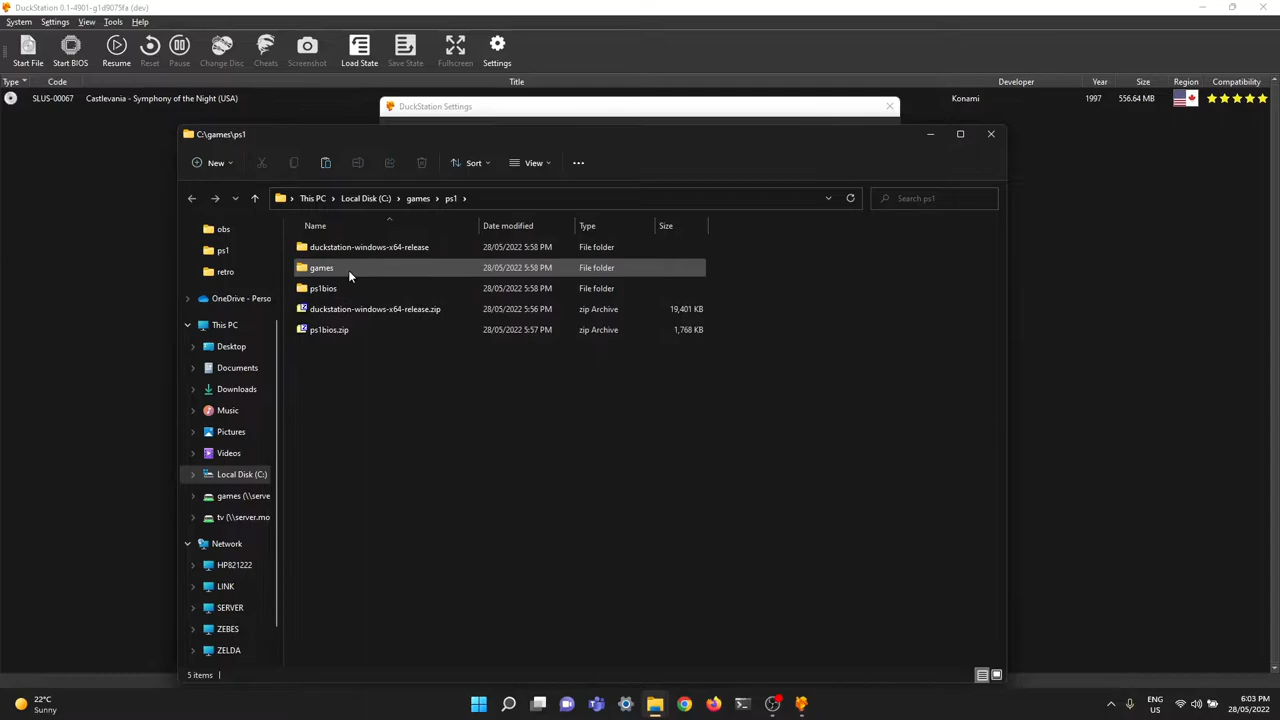 DuckStation 0.1-4901-g1d9075fa (dev)
System Settings View Tools Help
Start File Start BIOS Resume Reset Pause Change Disc Cheats Screenshot Load State Save State Fullscreen Settings
Type Code Title Developer Year Size Region Compatibility
SLUS-00067 Castlevania - Symphony of the Night (USA) Konami 1997 556.64 MB
DuckStation Settings
C:\games\ps1
New Sort View
This PC Local Disk (C:) games ps1 Search ps1
Name Date modified Type Size
obs
ps1
retro
OneDrive - Perso
This PC
Desktop
Documents
Downloads
Music
Pictures
Videos
Local Disk (C:)
games (\\serve
tv (\\server.mo
Network
HP821222
LINK
SERVER
ZEBES
ZELDA
duckstation-windows-x64-release 28/05/2022 5:58 PM File folder
games 28/05/2022 5:58 PM File folder
ps1bios 28/05/2022 5:58 PM File folder
duckstation-windows-x64-release.zip 28/05/2022 5:56 PM zip Archive 19,401 KB
ps1bios.zip 28/05/2022 5:57 PM zip Archive 1,768 KB
5 items
22°C
Sunny
ENG
US
6:03 PM
28/05/2022